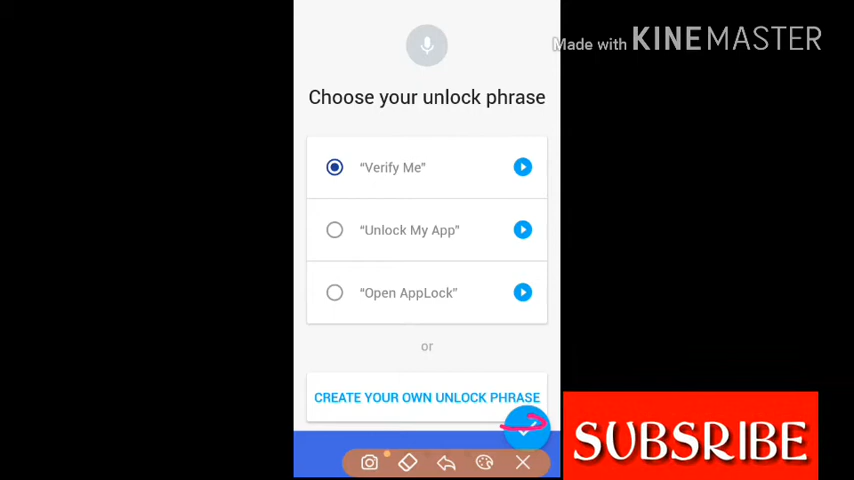 Made with KINEMASTER
Choose your unlock phrase
“Verify Me”
“Unlock My App”
“Open AppLock”
or
CREATE YOUR OWN UNLOCK PHRASE
SUBSRIBE